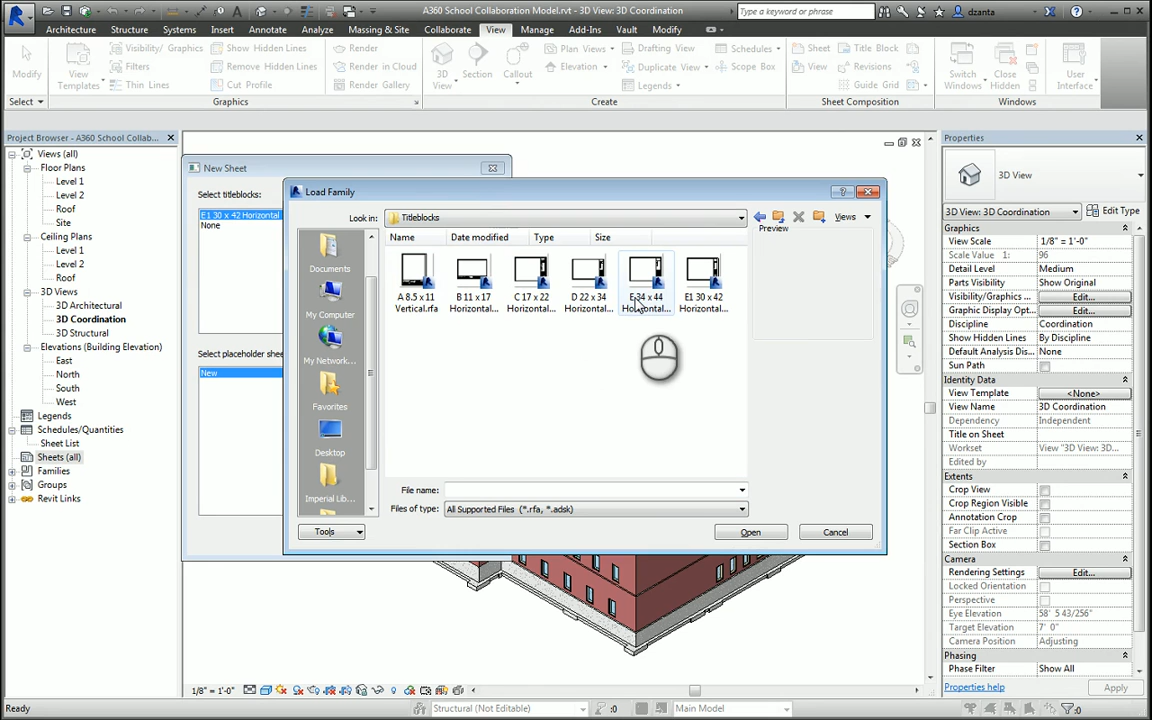 A360 School Collaboration Model.rvt - 3D View: 3D Coordination
Type a keyword or phrase
dzanta
Architecture Structure Systems Insert Annotate Analyze Massing & Site Collaborate View Manage Add-Ins Vault Modify
Modify
View
Templates
Visibility/ Graphics
Filters
Thin Lines
Show Hidden Lines
Remove Hidden Lines
Cut Profile
Render
Render in Cloud
Render Gallery
3D
View
Section
Callout
Plan Views
Elevation
Drafting View
Duplicate View
Legends
Schedules
Scope Box
Sheet
View
Title Block
Revisions
Guide Grid
Switch
Windows
Close
Hidden
User
Interface
Select
Graphics
Create
Sheet Composition
Windows
Project Browser - A360 School Collab...
Views (all)
Floor Plans
Level 1
Level 2
Roof
Site
Ceiling Plans
Level 1
Level 2
Roof
3D Views
3D Architectural
3D Coordination
3D Structural
Elevations (Building Elevation)
East
North
South
West
Legends
Schedules/Quantities
Sheet List
Sheets (all)
Families
Groups
Revit Links
New Sheet
Select titleblocks:
E1 30 x 42 Horizontal
None
Select placeholder shee
New
Load Family
Look in:
Titleblocks
Views
Name Date modified Type Size
Preview
Documents
My Computer
My Network...
Favorites
Desktop
Imperial Lib...
A 8.5 x 11
Vertical.rfa
B 11 x 17
Horizontal...
C 17 x 22
Horizontal...
D 22 x 34
Horizontal...
E 34 x 44
Horizontal...
E1 30 x 42
Horizontal...
File name:
Files of type:
All Supported Files (*.rfa, *.adsk)
Tools
Open
Cancel
Properties
3D View
3D View: 3D Coordination
Edit Type
Graphics
View Scale 1/8" = 1'-0"
Scale Value 1: 96
Detail Level Medium
Parts Visibility Show Original
Visibility/Graphics ... Edit...
Graphic Display Opt... Edit...
Discipline Coordination
Show Hidden Lines By Discipline
Default Analysis Dis... None
Sun Path
Identity Data
View Template <None>
View Name 3D Coordination
Dependency Independent
Title on Sheet
Workset View "3D View: 3D...
Edited by
Extents
Crop View
Crop Region Visible
Annotation Crop
Far Clip Active
Section Box
Camera
Rendering Settings Edit...
Locked Orientation
Perspective
Eye Elevation 58' 5 43/256"
Target Elevation 7' 0"
Camera Position Adjusting
Phasing
Phase Filter Show All
Properties help
Apply
1/8" = 1'-0"
Ready
Structural (Not Editable)
:0
Main Model
:0